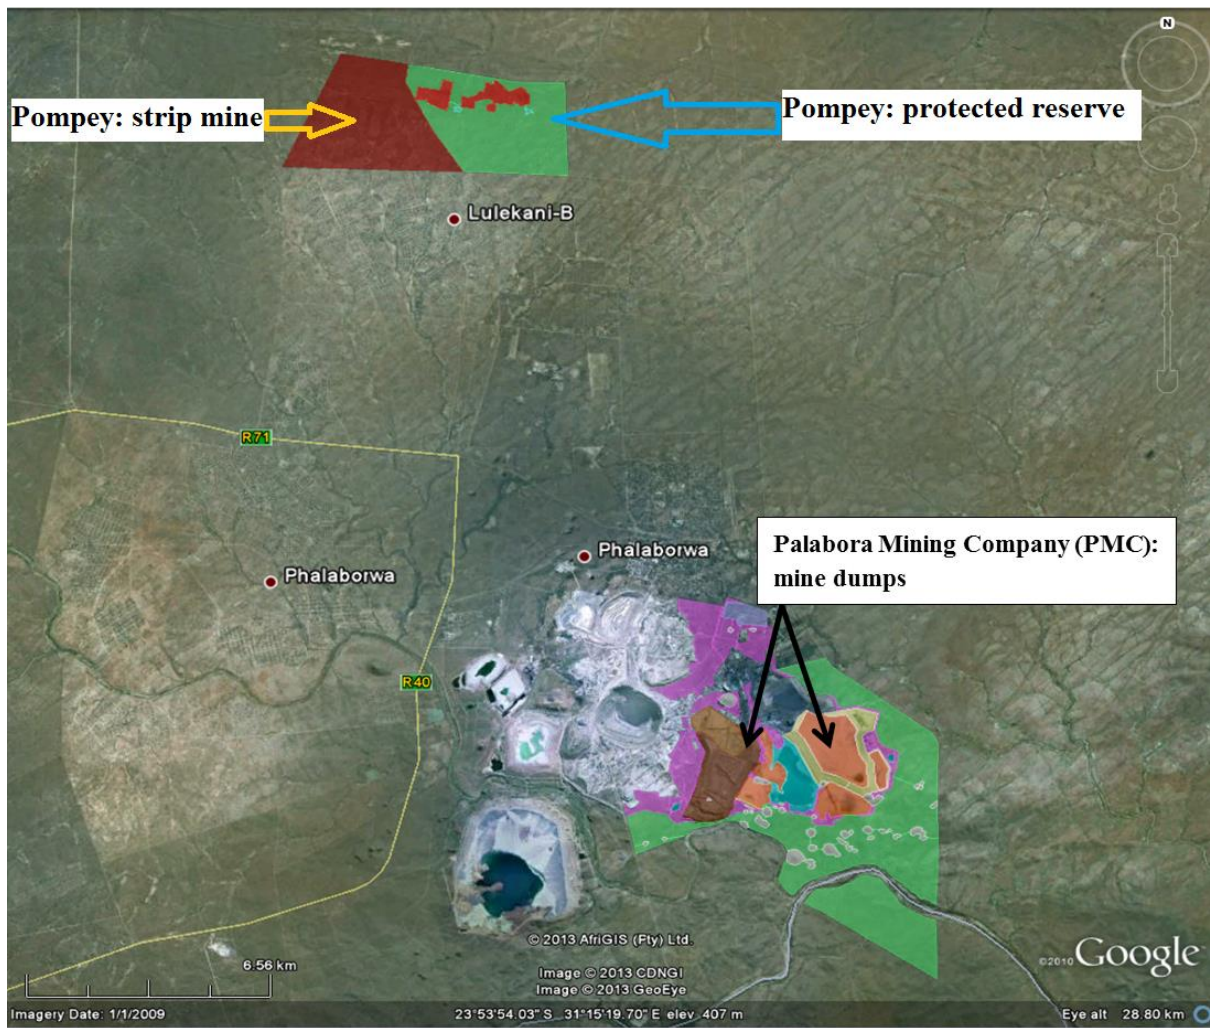 N
Pompey: strip mine
Pompey: protected reserve
Lulekani-B
R71
Phalaborwa
Phalaborwa
Palabora Mining Company (PMC):
mine dumps
R40
© 2013 AfriGIS (Pty) Ltd.
6.56 km
Image © 2013 CDNGI
Image © 2013 GeoEye
©2010 Google
Imagery Date: 1/1/2009
23°53'54.03" S 31°15'19.70" E elev 407 m
Eye alt 28.80 km